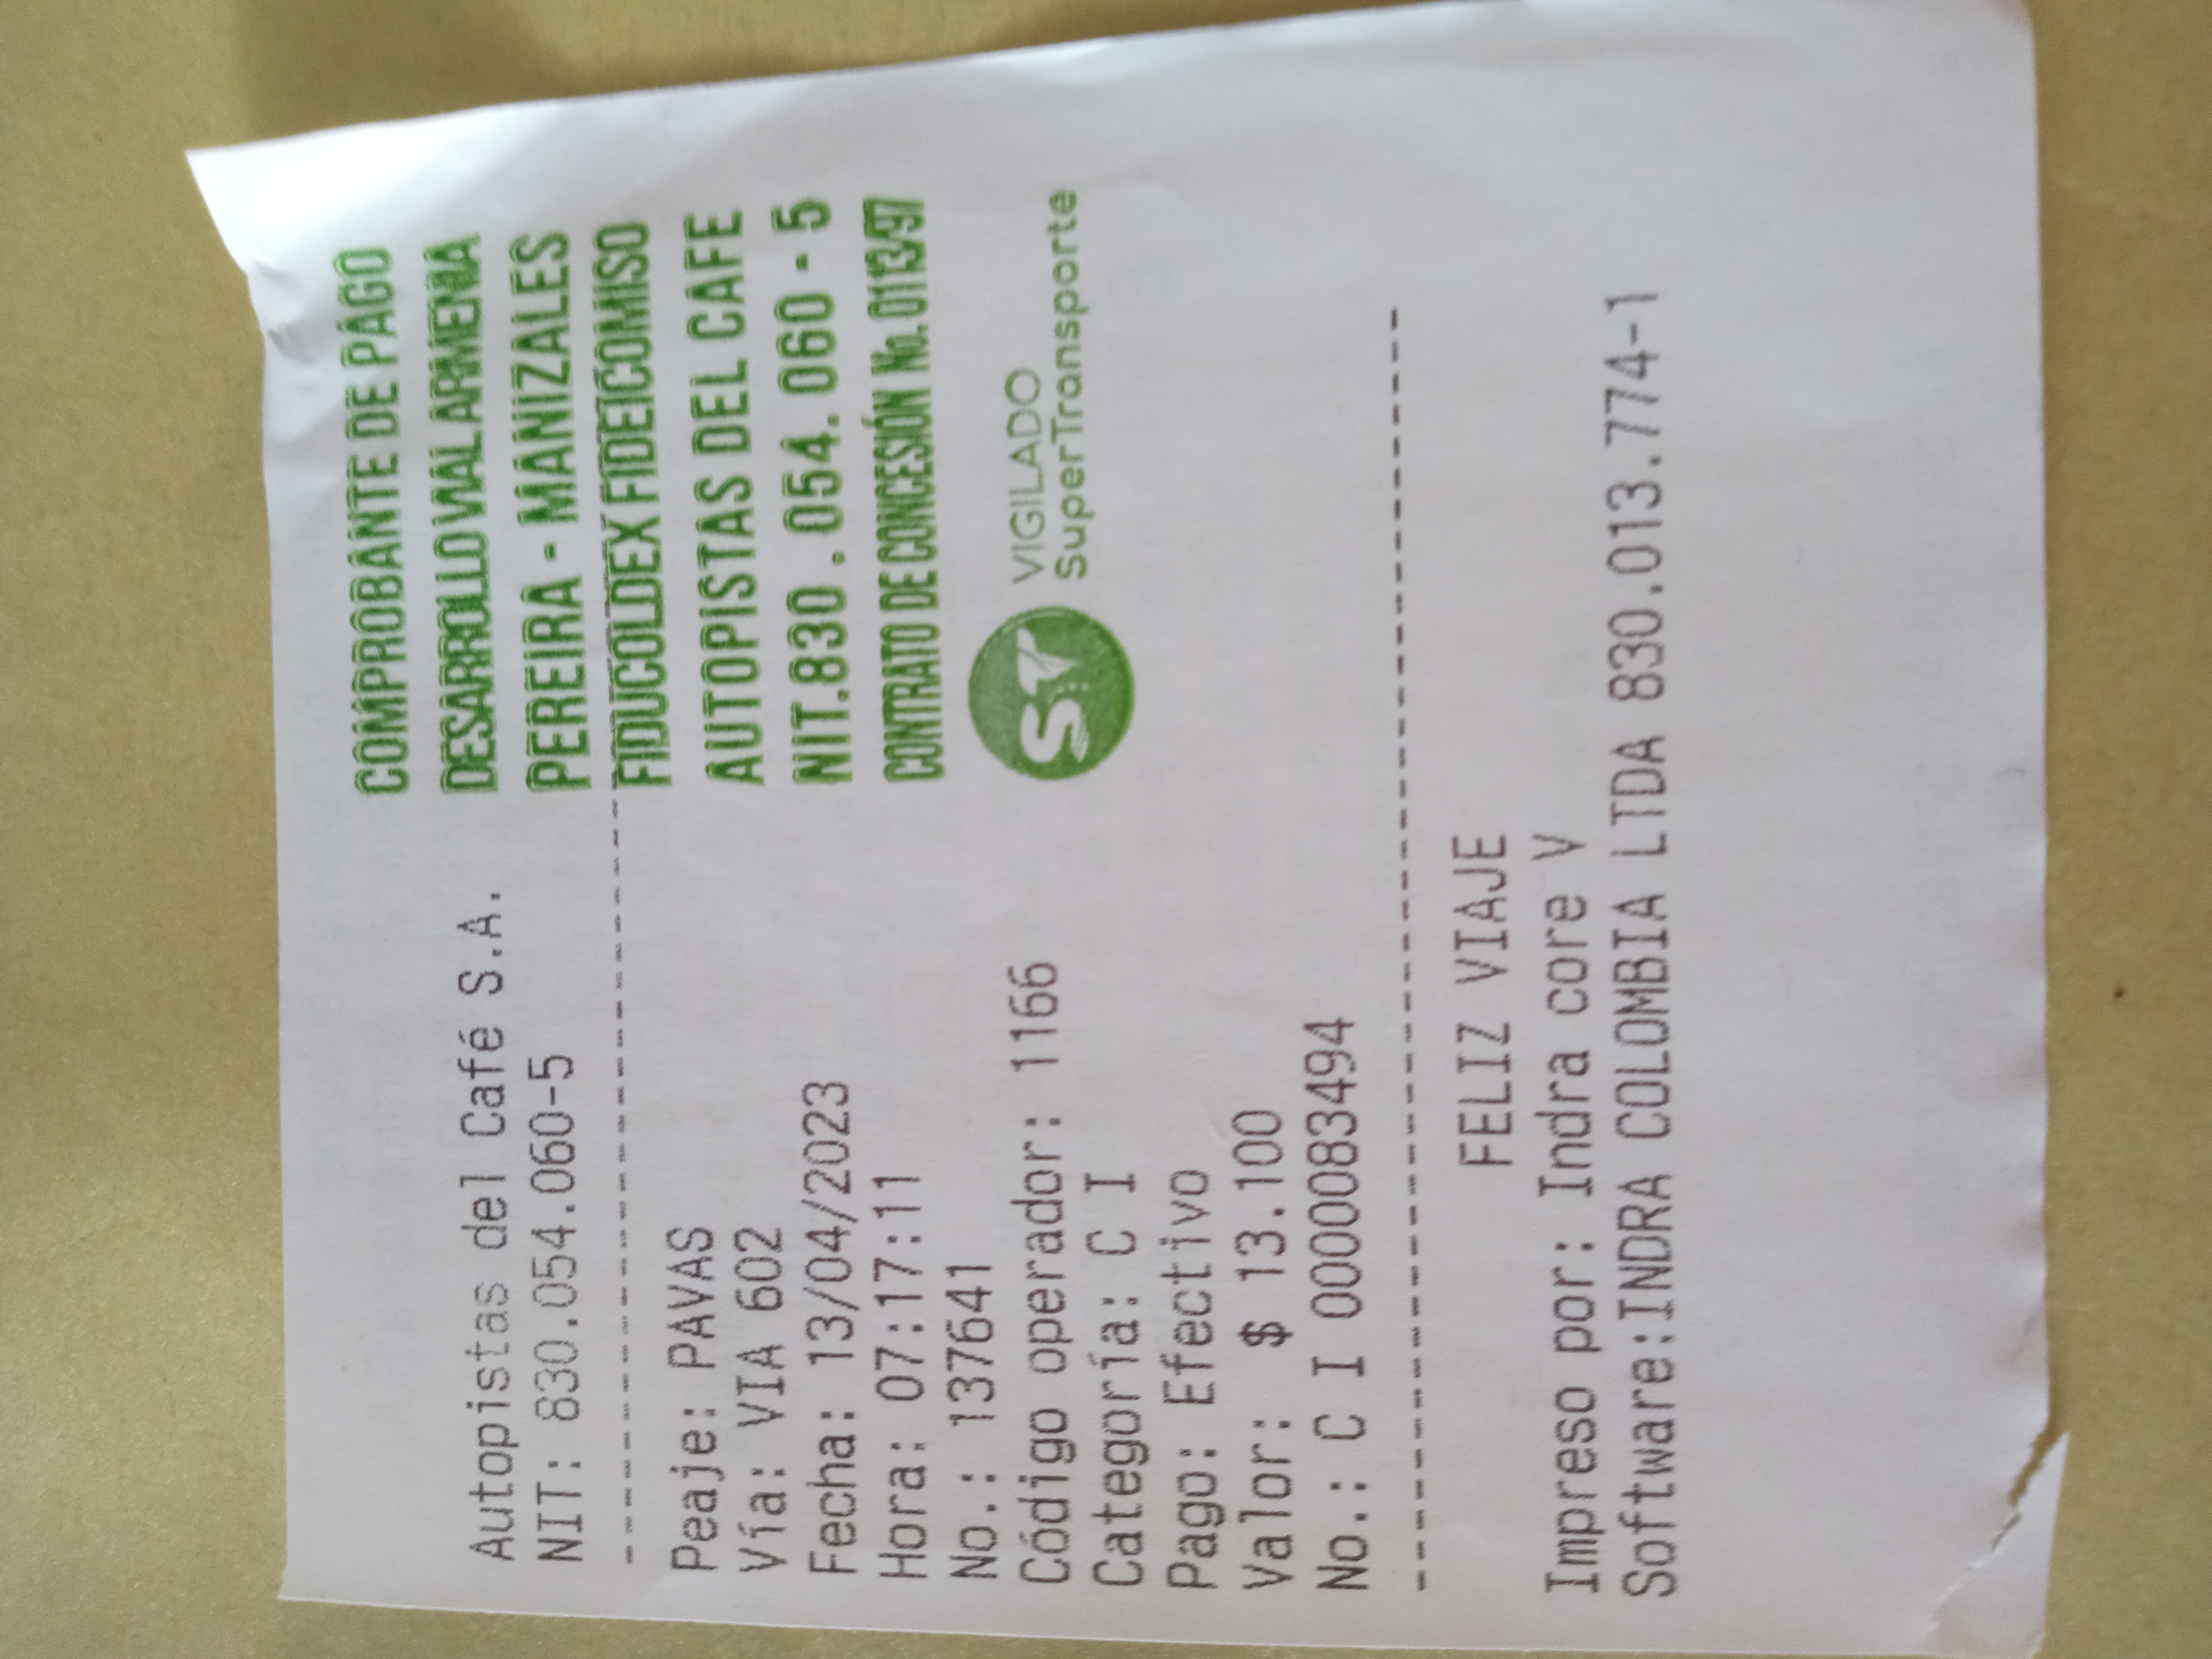 COMPROBANTE DE PAGO
DESARROLLO VIAL ARMENIA
PEREIRA - MANIZALES
FIDUCOLDEX FIDEICOMISO
AUTOPISTAS DEL CAFE
NIT.830.054.060-5
CONTRATO DE CONCESIÓN No. 0113/97
ST
VIGILADO
SuperTransporte
Autopistas del Café S.A.
NIT: 830.054.060-5
--------------------------------
Peaje: PAVAS
Vía: VIA 602
Fecha: 13/04/2023
Hora: 07:17:11
No.: 137641
Código operador: 1166
Categoría: C I
Pago: Efectivo
Valor: $ 13.100
No.: C I 0000083494
--------------------------------
FELIZ VIAJE
Impreso por: Indra core V
Software:INDRA COLOMBIA LTDA 830.013.774-1